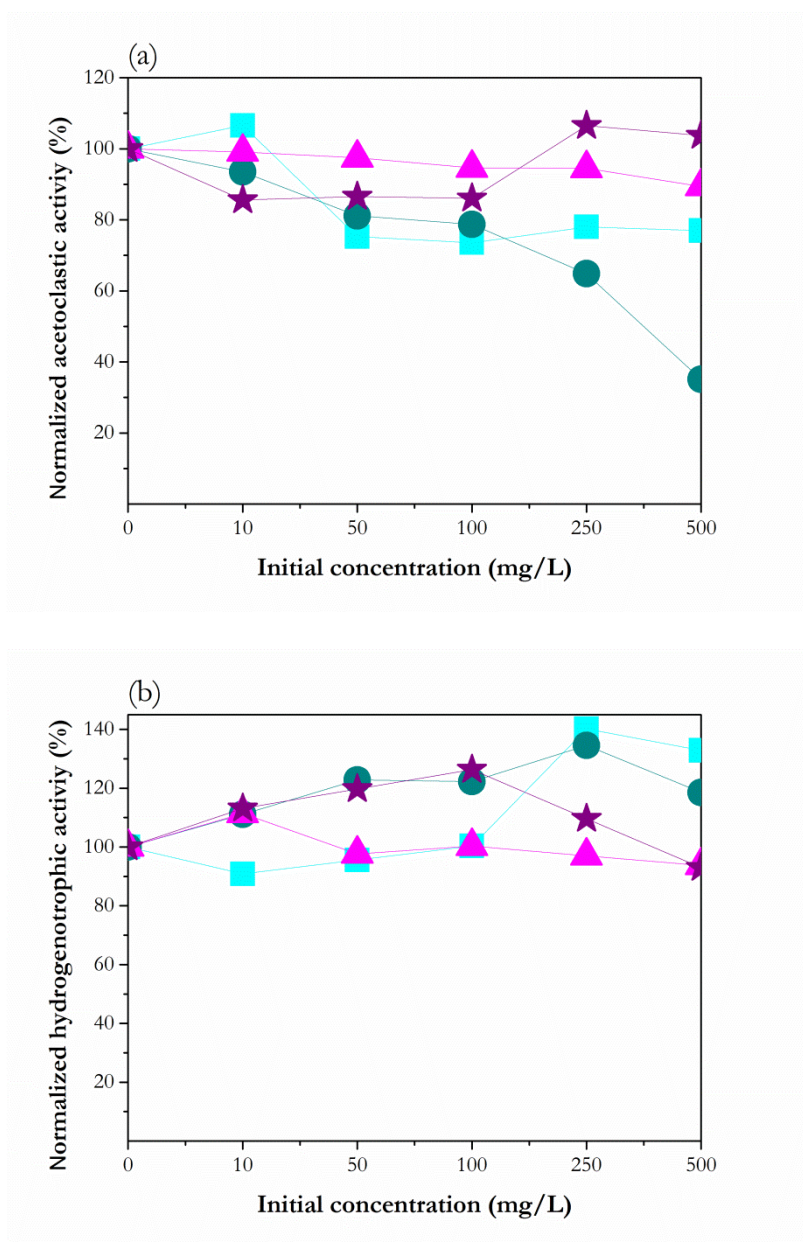 (a)
120
100
80
60
40
20
0 10 50 100 250 500
Normalized acetoclastic activiy (%)
Initial concentration (mg/L)
(b)
140
120
100
80
60
40
20
0 10 50 100 250 500
Normalized hydrogenotrophic activiy (%)
Initial concentration (mg/L)